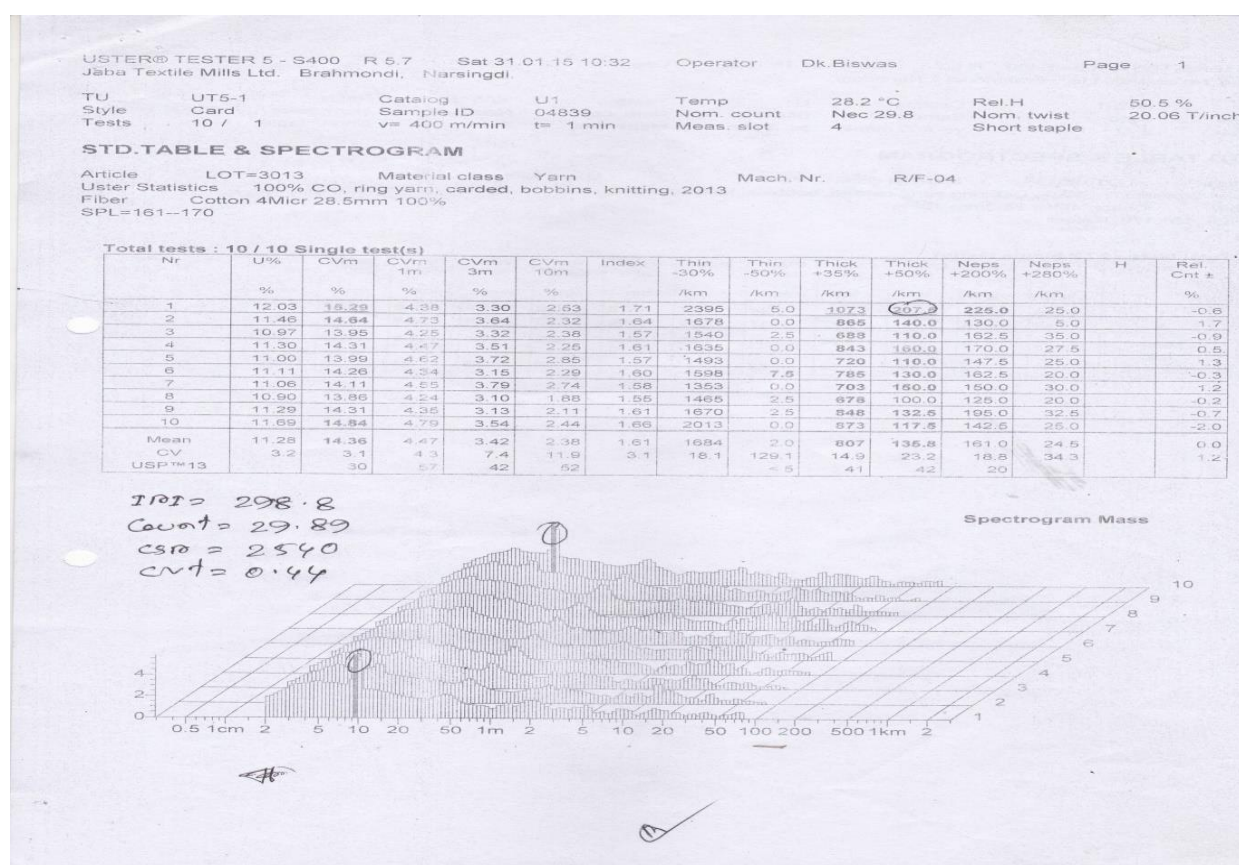 USTER® TESTER 5 - S400 R 5.7 Sat 31.01.15 10:32 Operator Dk.Biswas Page 1
Jaba Textile Mills Ltd. Brahmondi, Narsingdi.
TU UT5-1 Catalog U1 Temp 28.2 °C Rel.H 50.5 %
Style Card Sample ID 04839 Nom. count Nec 29.8 Nom. twist 20.06 T/inch
Tests 10 / 1 v= 400 m/min t= 1 min Meas. slot 4 Short staple
STD.TABLE & SPECTROGRAM
Article LOT=3013 Material class Yarn Mach. Nr. R/F-04
Uster Statistics 100% CO, ring yarn, carded, bobbins, knitting, 2013
Fiber Cotton 4Micr 28.5mm 100%
SPL=161--170
Total tests : 10 / 10 Single test(s)
Nr U% CVm CVm CVm CVm Index Thin Thin Thick Thick Neps Neps H Rel.
1m 3m 10m -30% -50% +35% +50% +200% +280% Cnt ±
% % % % % /km /km /km /km /km /km %
1 12.03 15.29 4.38 3.30 2.53 1.71 2395 5.0 1073 207.5 225.0 25.0 -0.6
2 11.46 14.64 4.73 3.64 2.32 1.64 1678 0.0 865 140.0 130.0 5.0 1.7
3 10.97 13.95 4.25 3.32 2.38 1.57 1540 2.5 688 110.0 162.5 35.0 -0.9
4 11.30 14.31 4.47 3.51 2.25 1.61 1635 0.0 843 160.0 170.0 27.5 0.5
5 11.00 13.99 4.62 3.72 2.85 1.57 1493 0.0 720 110.0 147.5 25.0 1.3
6 11.11 14.26 4.34 3.15 2.29 1.60 1598 7.5 785 130.0 162.5 20.0 -0.3
7 11.06 14.11 4.55 3.79 2.74 1.58 1353 0.0 703 150.0 150.0 30.0 1.2
8 10.90 13.86 4.24 3.10 1.88 1.55 1465 2.5 678 100.0 125.0 20.0 -0.2
9 11.29 14.31 4.35 3.13 2.11 1.61 1670 2.5 848 132.5 195.0 32.5 -0.7
10 11.69 14.84 4.79 3.54 2.44 1.66 2013 0.0 873 117.5 142.5 25.0 -2.0
Mean 11.28 14.36 4.47 3.42 2.38 1.61 1684 2.0 807 135.8 161.0 24.5 0.0
CV 3.2 3.1 4.3 7.4 11.9 3.1 18.1 129.1 14.9 23.2 18.8 34.3 1.2
USP™13 30 57 42 52 < 5 41 42 20
IPI= 298.8
Count= 29.89
CSP = 2540
CVt= 0.44
Spectrogram Mass
10
9
8
7
6
5
4
3
2
1
4
2
0
0.5 1cm 2 5 10 20 50 1m 2 5 10 20 50 100 200 500 1km 2